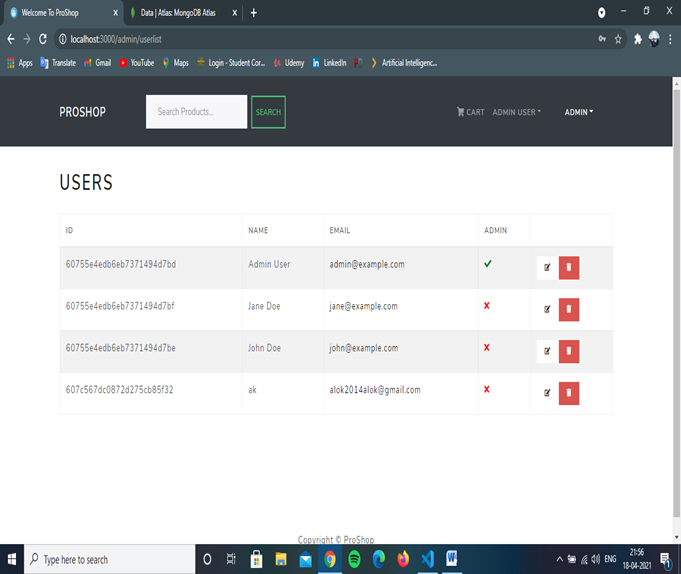 Welcome To ProShop
Data | Atlas: MongoDB Atlas
localhost:3000/admin/userlist
Apps Translate Gmail YouTube Maps Login - Student Cor... Udemy LinkedIn Artificial Intelligenc...
PROSHOP Search Products... SEARCH CART ADMIN USER ADMIN
USERS
ID NAME EMAIL ADMIN
60755e4edb6eb7371494d7bd Admin User admin@example.com
60755e4edb6eb7371494d7bf Jane Doe jane@example.com
60755e4edb6eb7371494d7be John Doe john@example.com
607c567dc0872d275cb85f32 ak alok2014alok@gmail.com
Copyright © ProShop
Type here to search ENG 21:56
18-04-2021